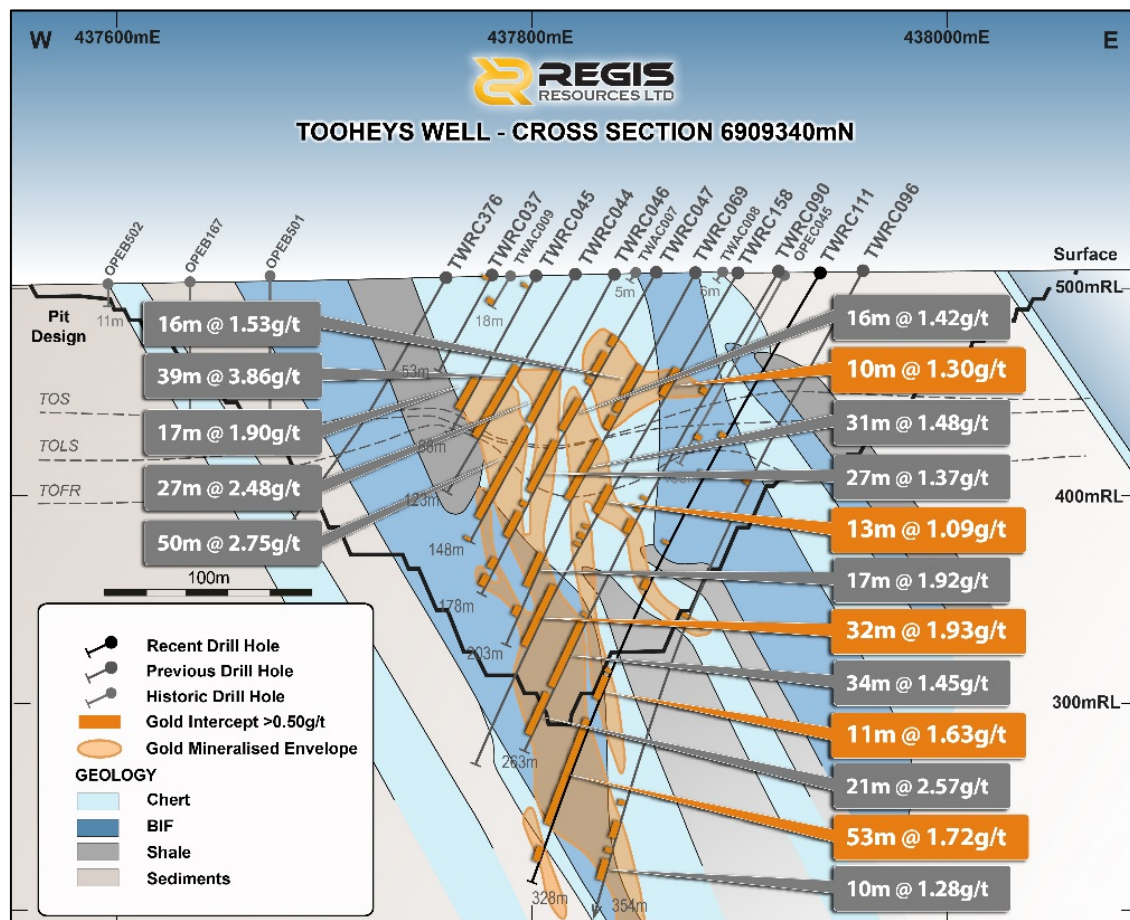 W
437600mE
437800mE
438000mE
E
REGIS
RESOURCES LTD
TOOHEYS WELL - CROSS SECTION 6909340mN
OPEB502
OPEB167
OPEB501
TWRC376
TWRC037
TWAC009
TWRC045
TWRC044
TWRC046
TWAC007
TWRC047
TWRC069
TWAC008
TWRC158
TWRC090
OPEC045
TWRC111
TWRC096
Surface
500mRL
Pit
Design
11m
18m
5m
6m
16m @ 1.53g/t
39m @ 3.86g/t
17m @ 1.90g/t
27m @ 2.48g/t
50m @ 2.75g/t
16m @ 1.42g/t
10m @ 1.30g/t
31m @ 1.48g/t
27m @ 1.37g/t
13m @ 1.09g/t
17m @ 1.92g/t
32m @ 1.93g/t
34m @ 1.45g/t
11m @ 1.63g/t
21m @ 2.57g/t
53m @ 1.72g/t
10m @ 1.28g/t
TOS
TOLS
TOFR
400mRL
300mRL
53m
88m
123m
148m
178m
203m
263m
328m
354m
100m
Recent Drill Hole
Previous Drill Hole
Historic Drill Hole
Gold Intercept >0.50g/t
Gold Mineralised Envelope
GEOLOGY
Chert
BIF
Shale
Sediments